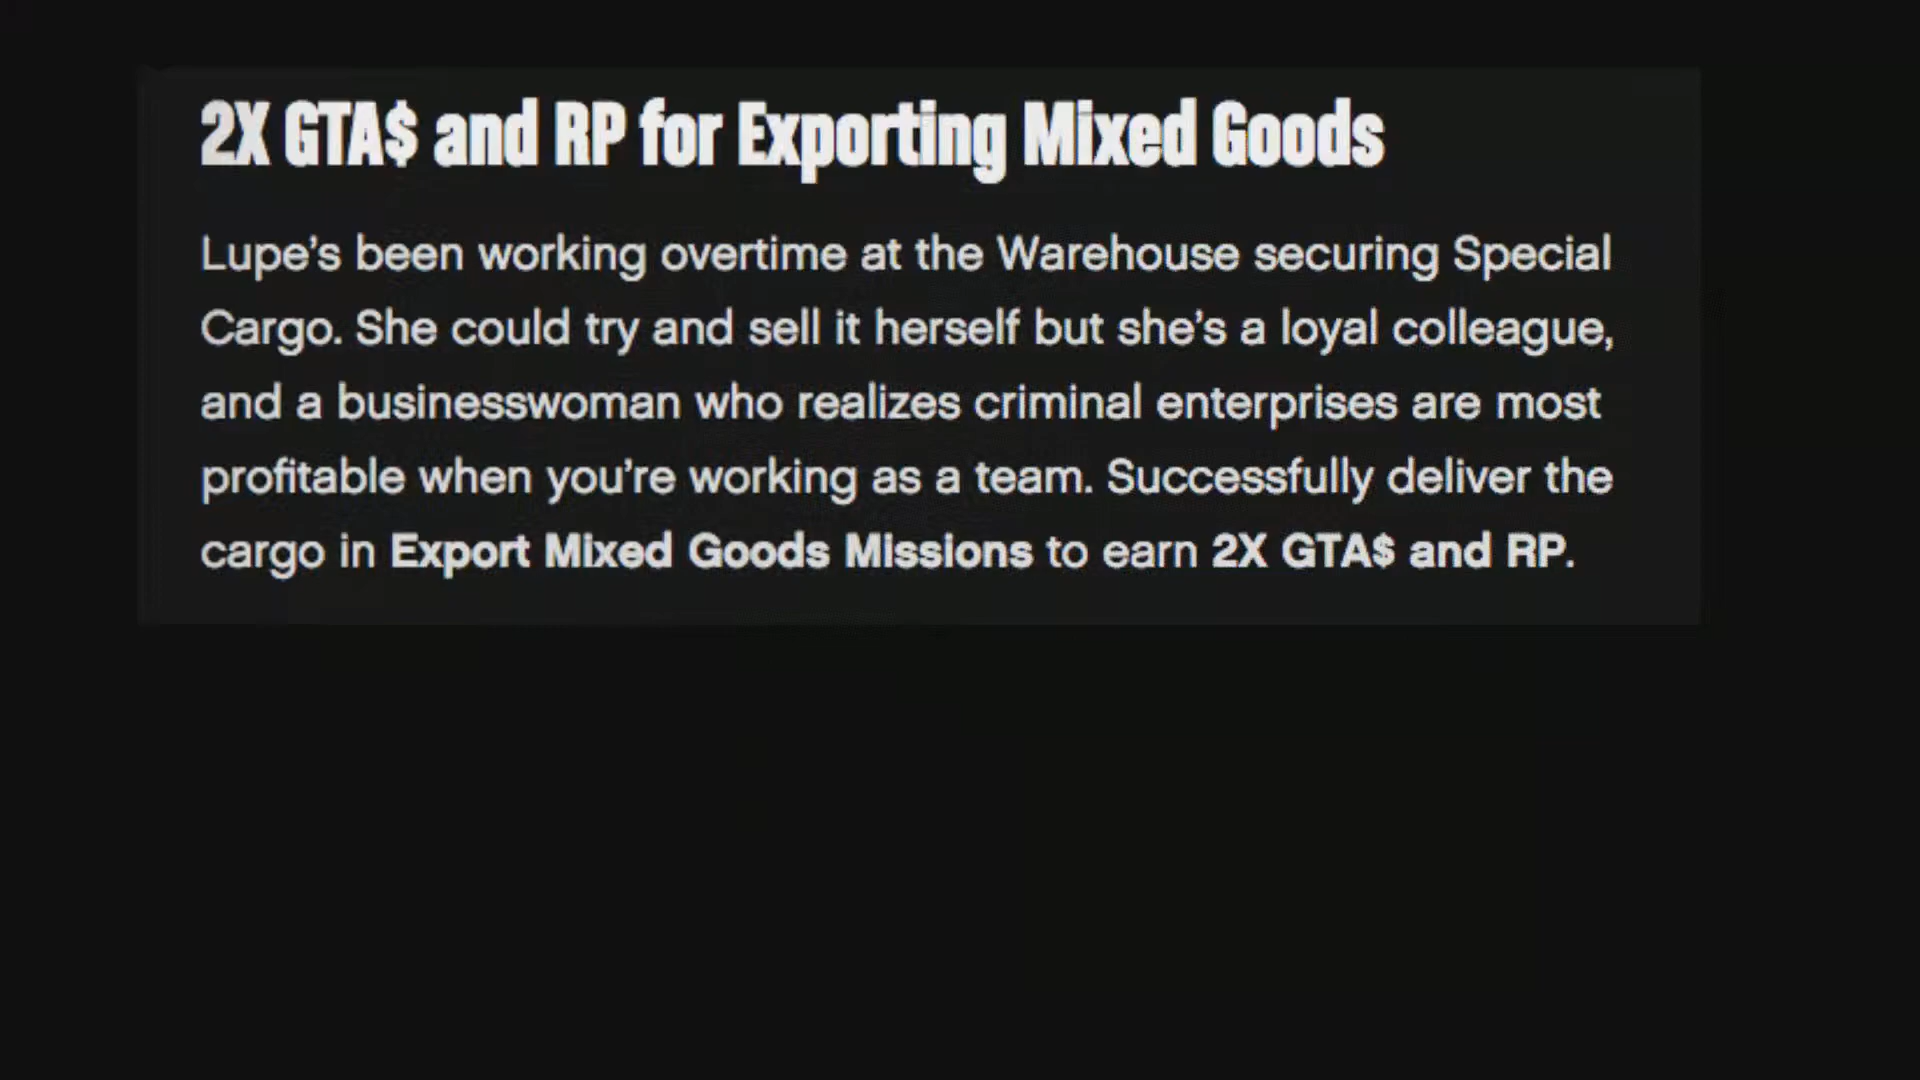 2X GTA$ and RP for Exporting Mixed Goods
Lupe’s been working overtime at the Warehouse securing Special
Cargo. She could try and sell it herself but she’s a loyal colleague,
and a businesswoman who realizes criminal enterprises are most
profitable when you’re working as a team. Successfully deliver the
cargo in Export Mixed Goods Missions to earn 2X GTA$ and RP.